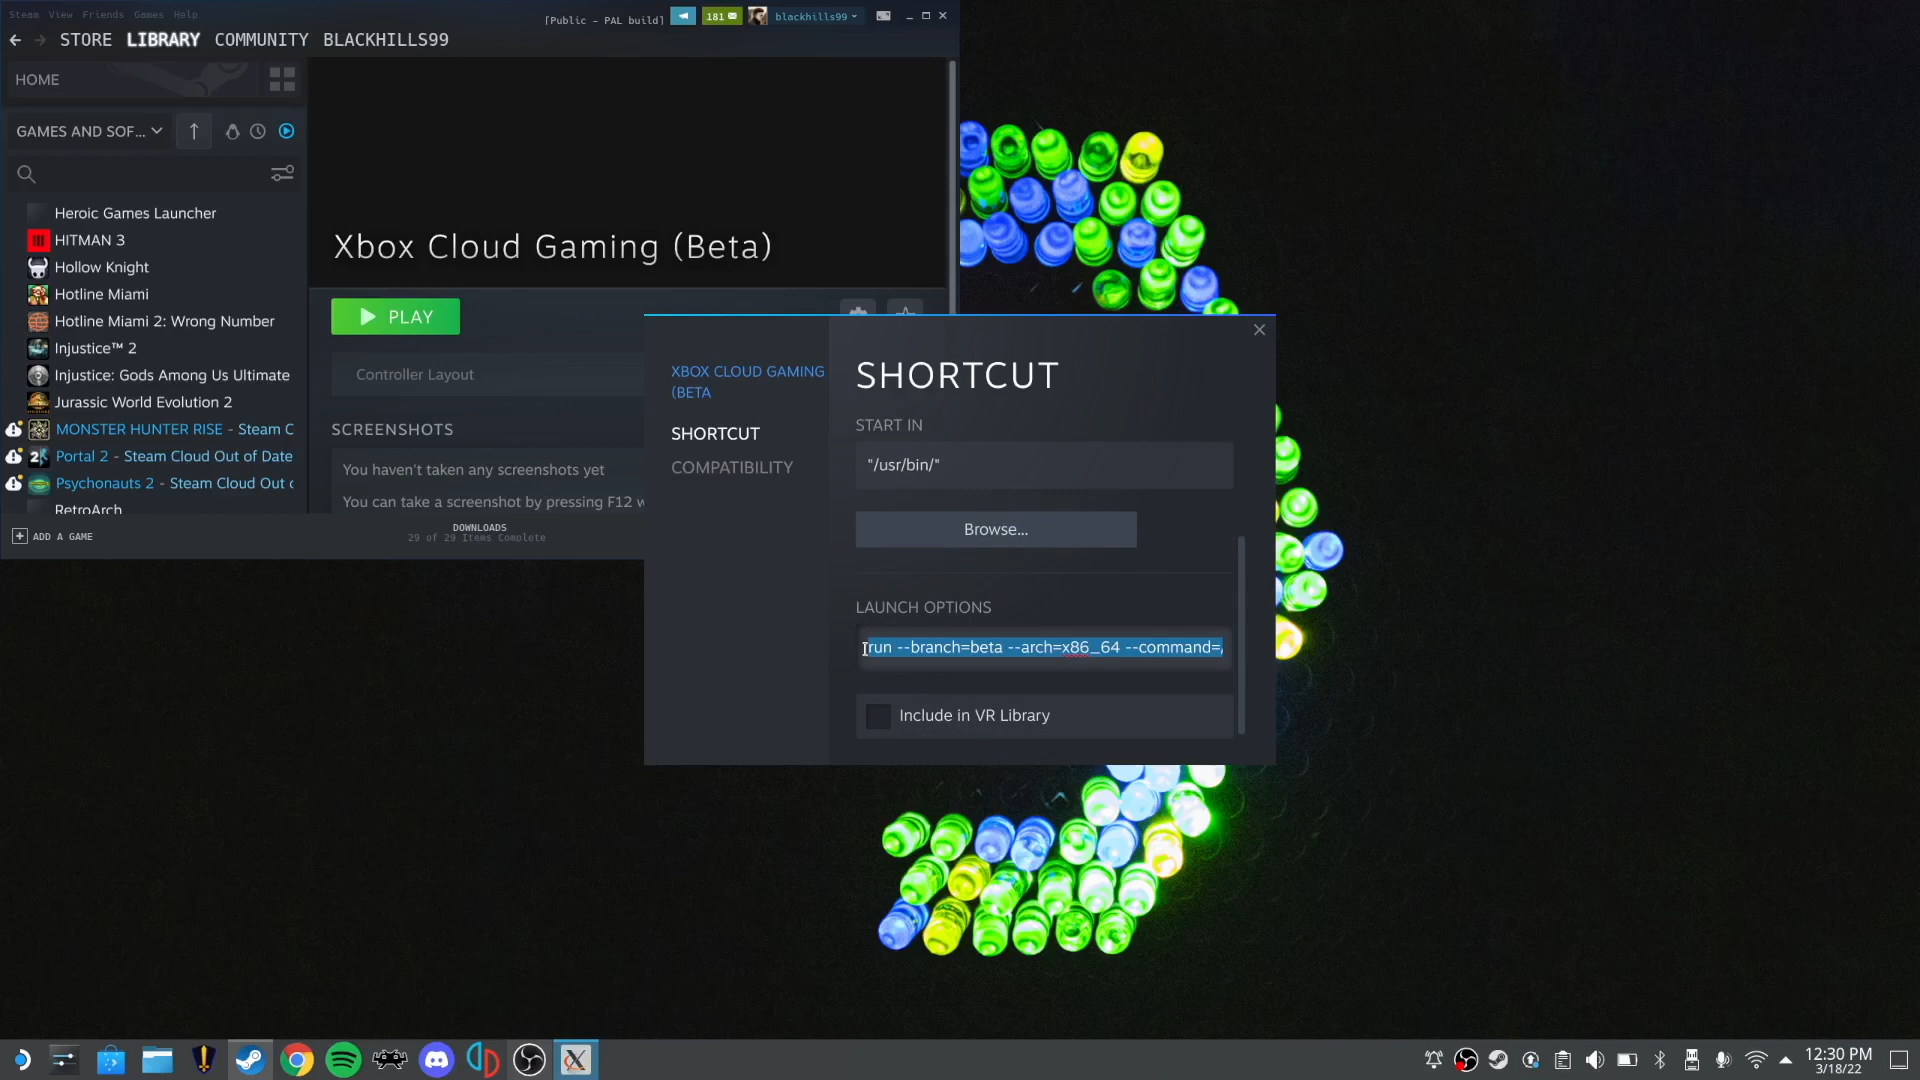 Steam View Friends Games Help
[Public - PAL build]
181
blackhills99
STORE LIBRARY COMMUNITY BLACKHILLS99
HOME
GAMES AND SOF...
Heroic Games Launcher
HITMAN 3
Hollow Knight
Hotline Miami
Hotline Miami 2: Wrong Number
Injustice™ 2
Injustice: Gods Among Us Ultimate
Jurassic World Evolution 2
MONSTER HUNTER RISE - Steam C
Portal 2 - Steam Cloud Out of Date
Psychonauts 2 - Steam Cloud Out o
RetroArch
ADD A GAME
Xbox Cloud Gaming (Beta)
PLAY
Controller Layout
SCREENSHOTS
You haven't taken any screenshots yet
You can take a screenshot by pressing F12 w
DOWNLOADS
29 of 29 Items Complete
XBOX CLOUD GAMING
(BETA
SHORTCUT
COMPATIBILITY
SHORTCUT
START IN
"/usr/bin/"
Browse...
LAUNCH OPTIONS
run --branch=beta --arch=x86_64 --command=/
Include in VR Library
12:30 PM
3/18/22